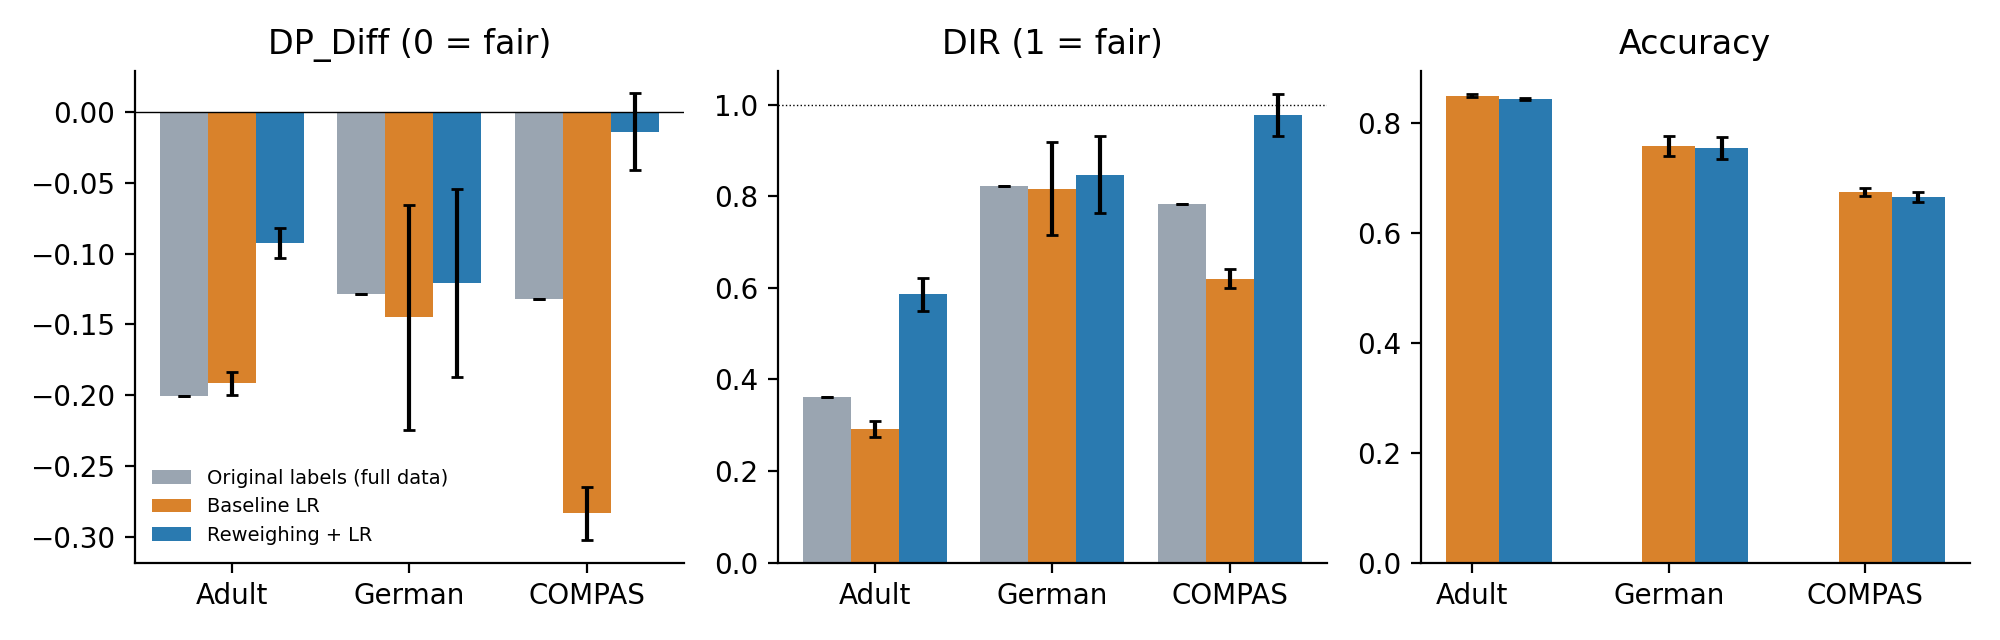 DP_Diff (0 = fair)
0.00
−0.05
−0.10
−0.15
−0.20
−0.25
−0.30
Original labels (full data)
Baseline LR
Reweighing + LR
Adult German COMPAS
DIR (1 = fair)
1.0
0.8
0.6
0.4
0.2
0.0
Adult German COMPAS
Accuracy
0.8
0.6
0.4
0.2
0.0
Adult German COMPAS